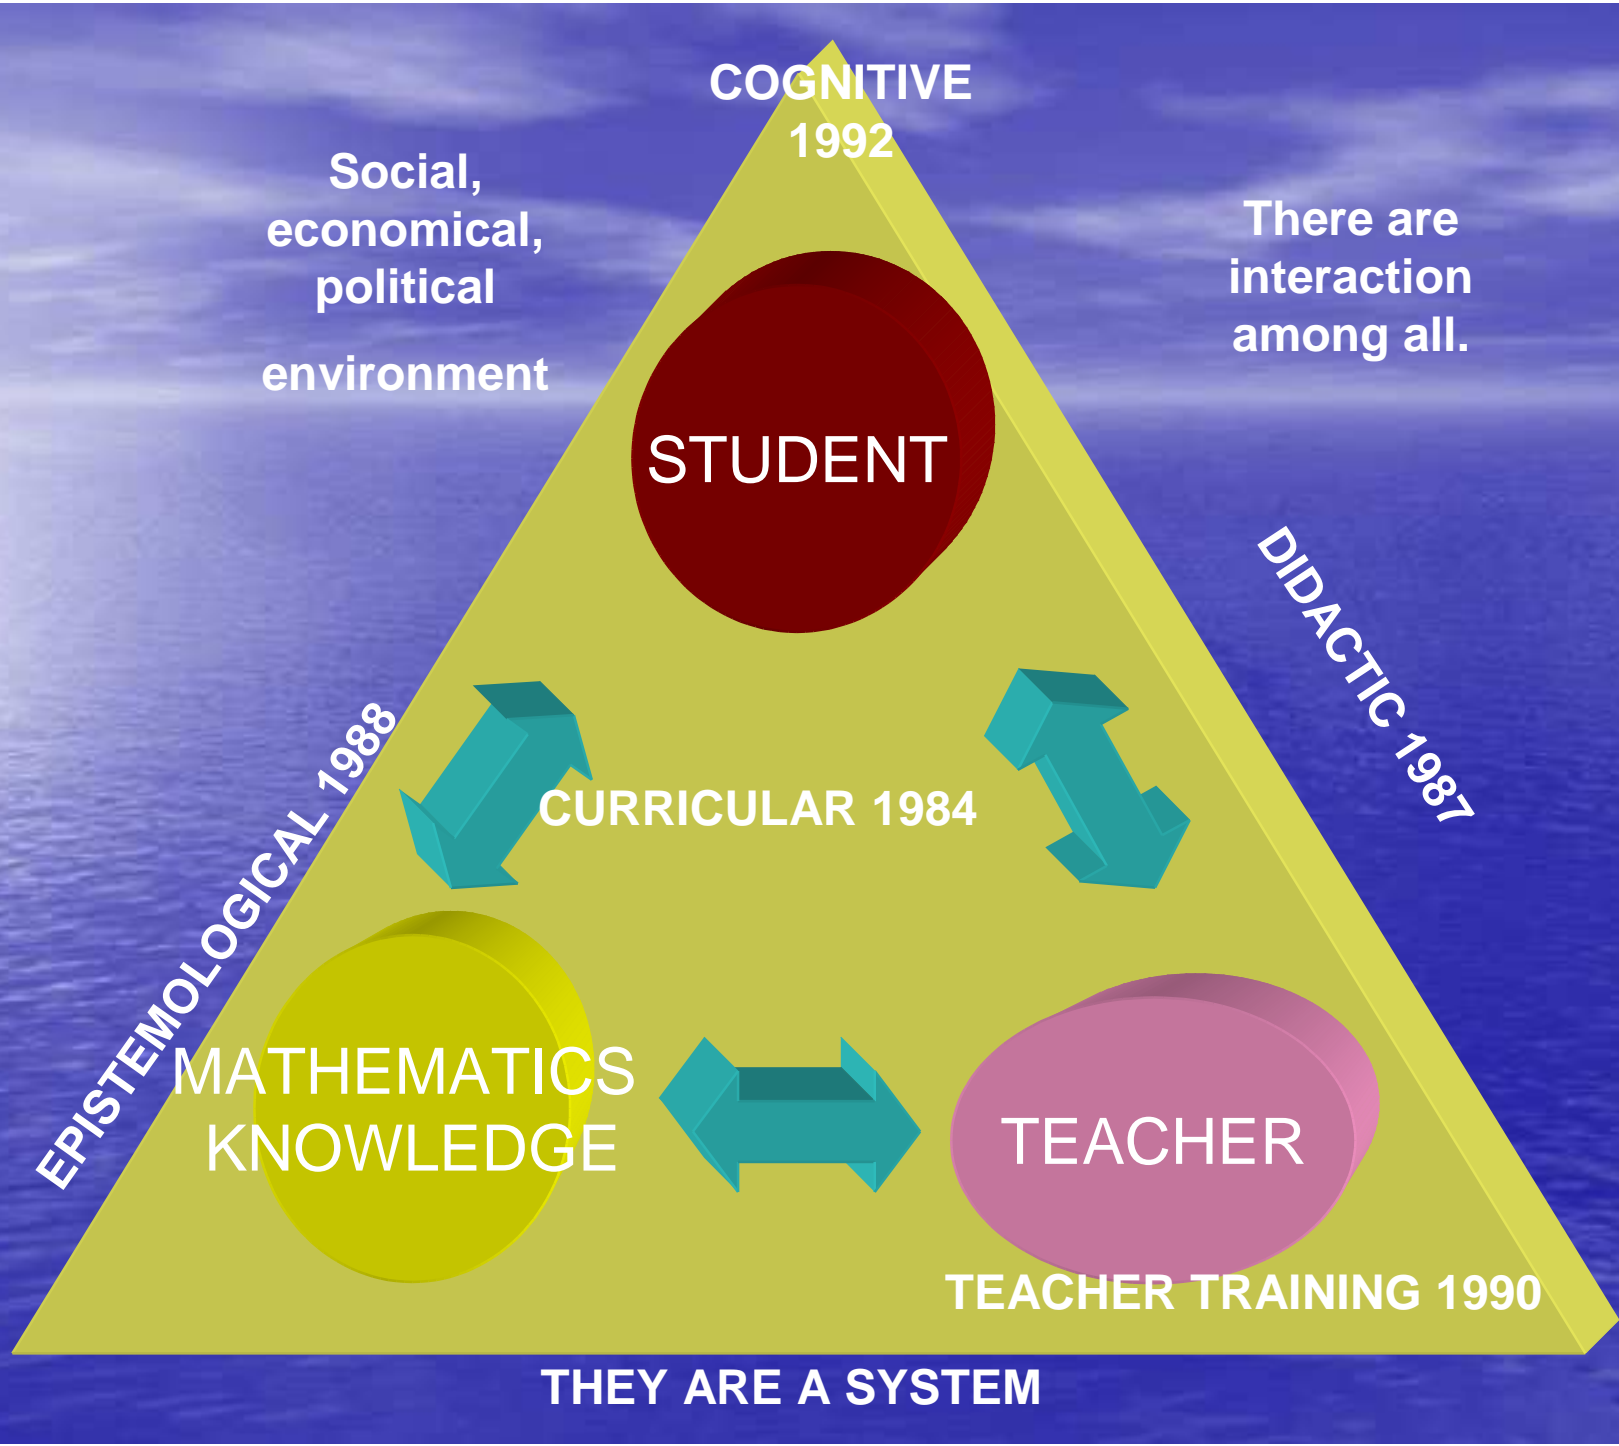 COGNITIVE
1992
Social,
economical,
political
environment
There are
interaction
among all.
STUDENT
DIDACTIC 1987
EPISTEMOLOGICAL 1988
CURRICULAR 1984
MATHEMATICS
KNOWLEDGE
TEACHER
TEACHER TRAINING 1990
THEY ARE A SYSTEM